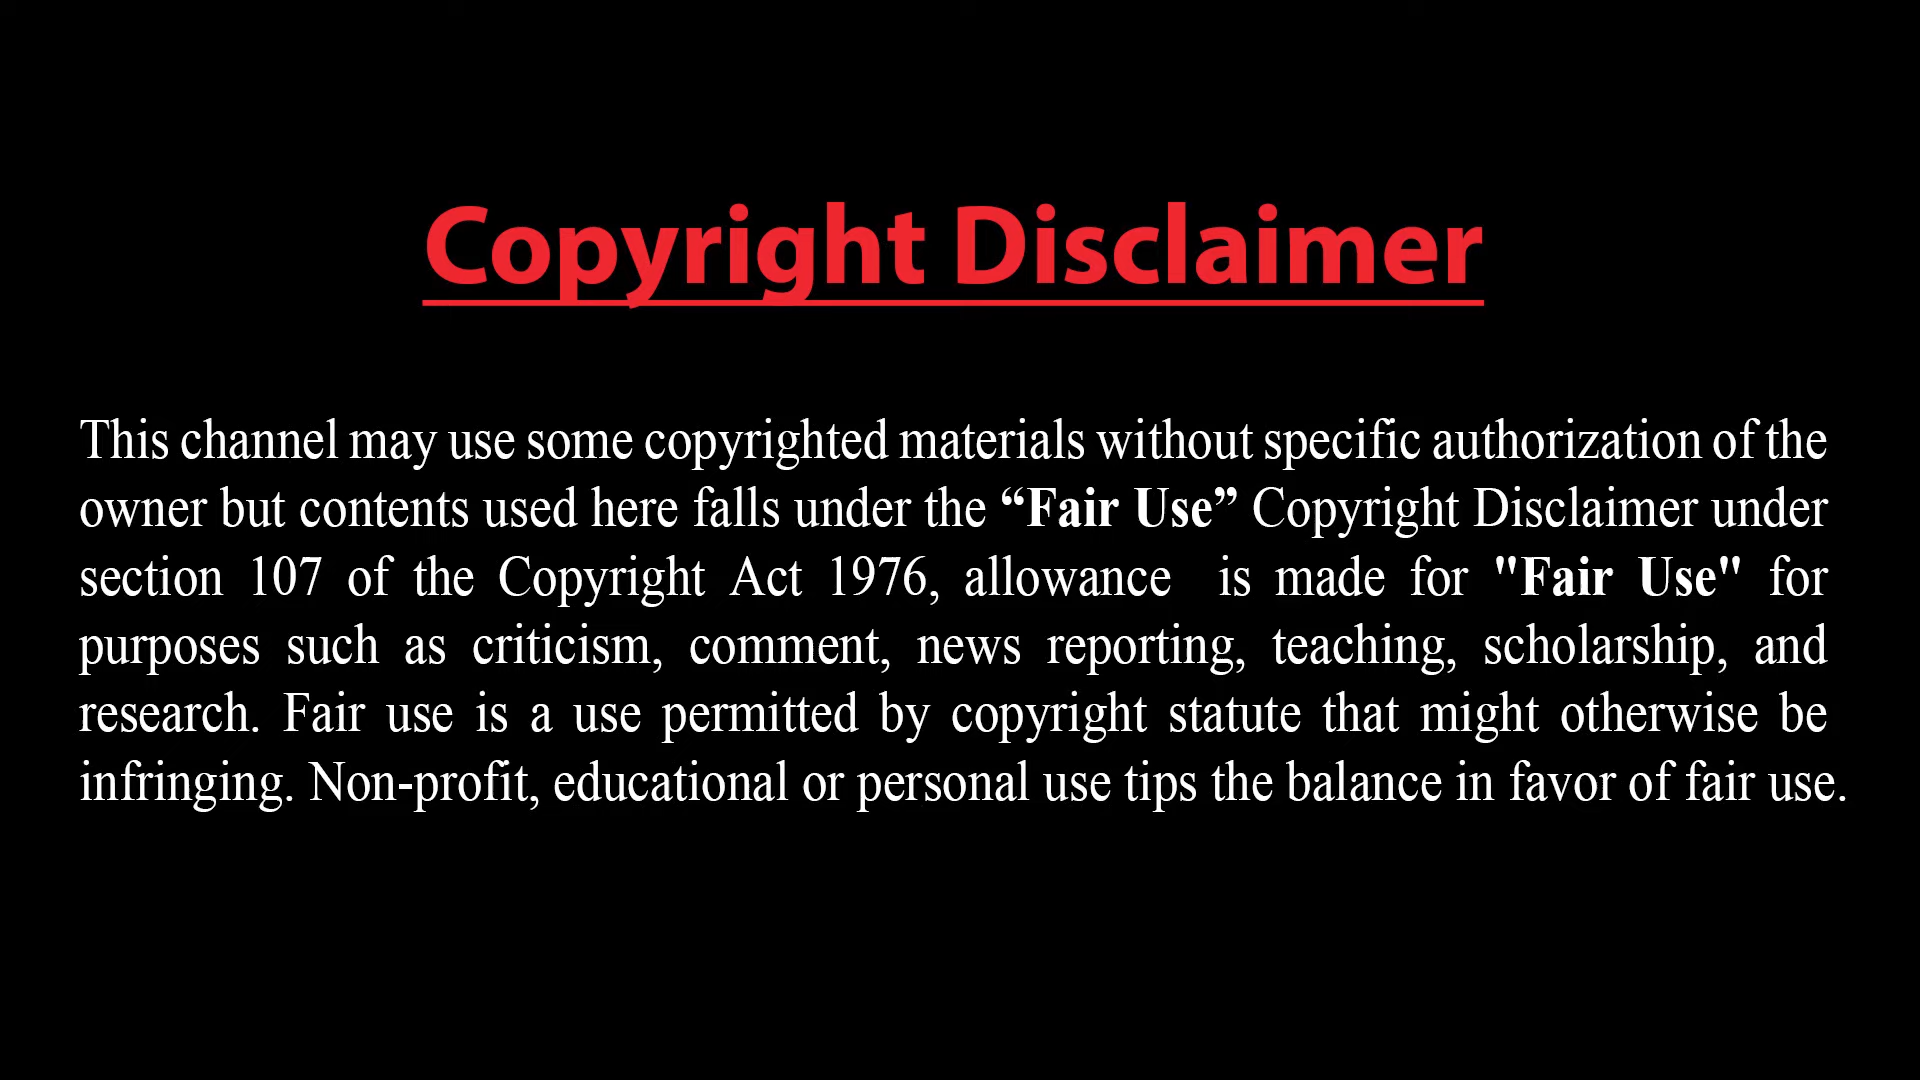 Copyright Disclaimer
This channel may use some copyrighted materials without specific authorization of the
owner but contents used here falls under the “Fair Use” Copyright Disclaimer under
section 107 of the Copyright Act 1976, allowance  is made for "Fair Use" for
purposes such as criticism, comment, news reporting, teaching, scholarship, and
research. Fair use is a use permitted by copyright statute that might otherwise be
infringing. Non-profit, educational or personal use tips the balance in favor of fair use.